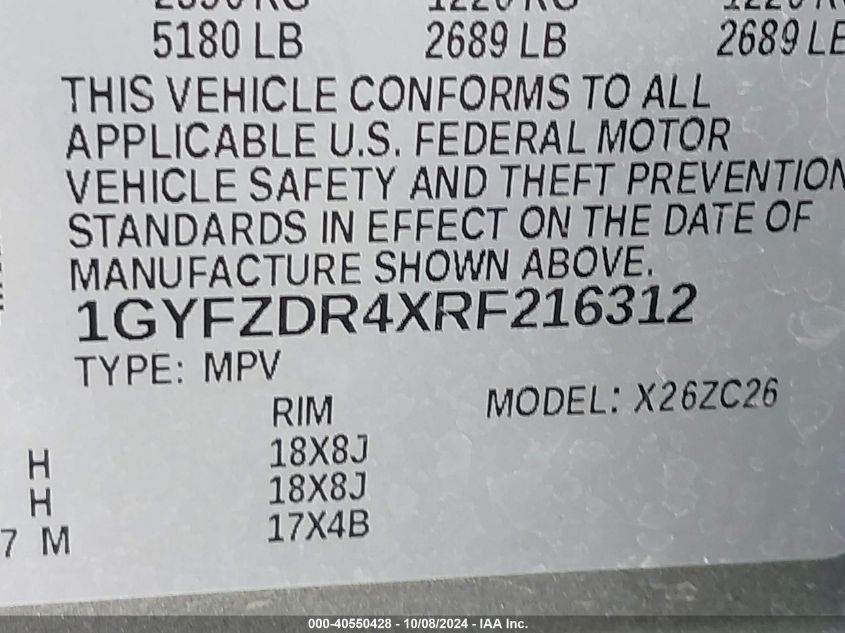 5180 LB 2689 LB 2689 LB
THIS VEHICLE CONFORMS TO ALL
APPLICABLE U.S. FEDERAL MOTOR
VEHICLE SAFETY AND THEFT PREVENTION
STANDARDS IN EFFECT ON THE DATE OF
MANUFACTURE SHOWN ABOVE.
1GYFZDR4XRF216312
TYPE: MPV
RIM MODEL: X26ZC26
H 18X8J
H 18X8J
7 M 17X4B
000-40550428 - 10/08/2024 - IAA Inc.